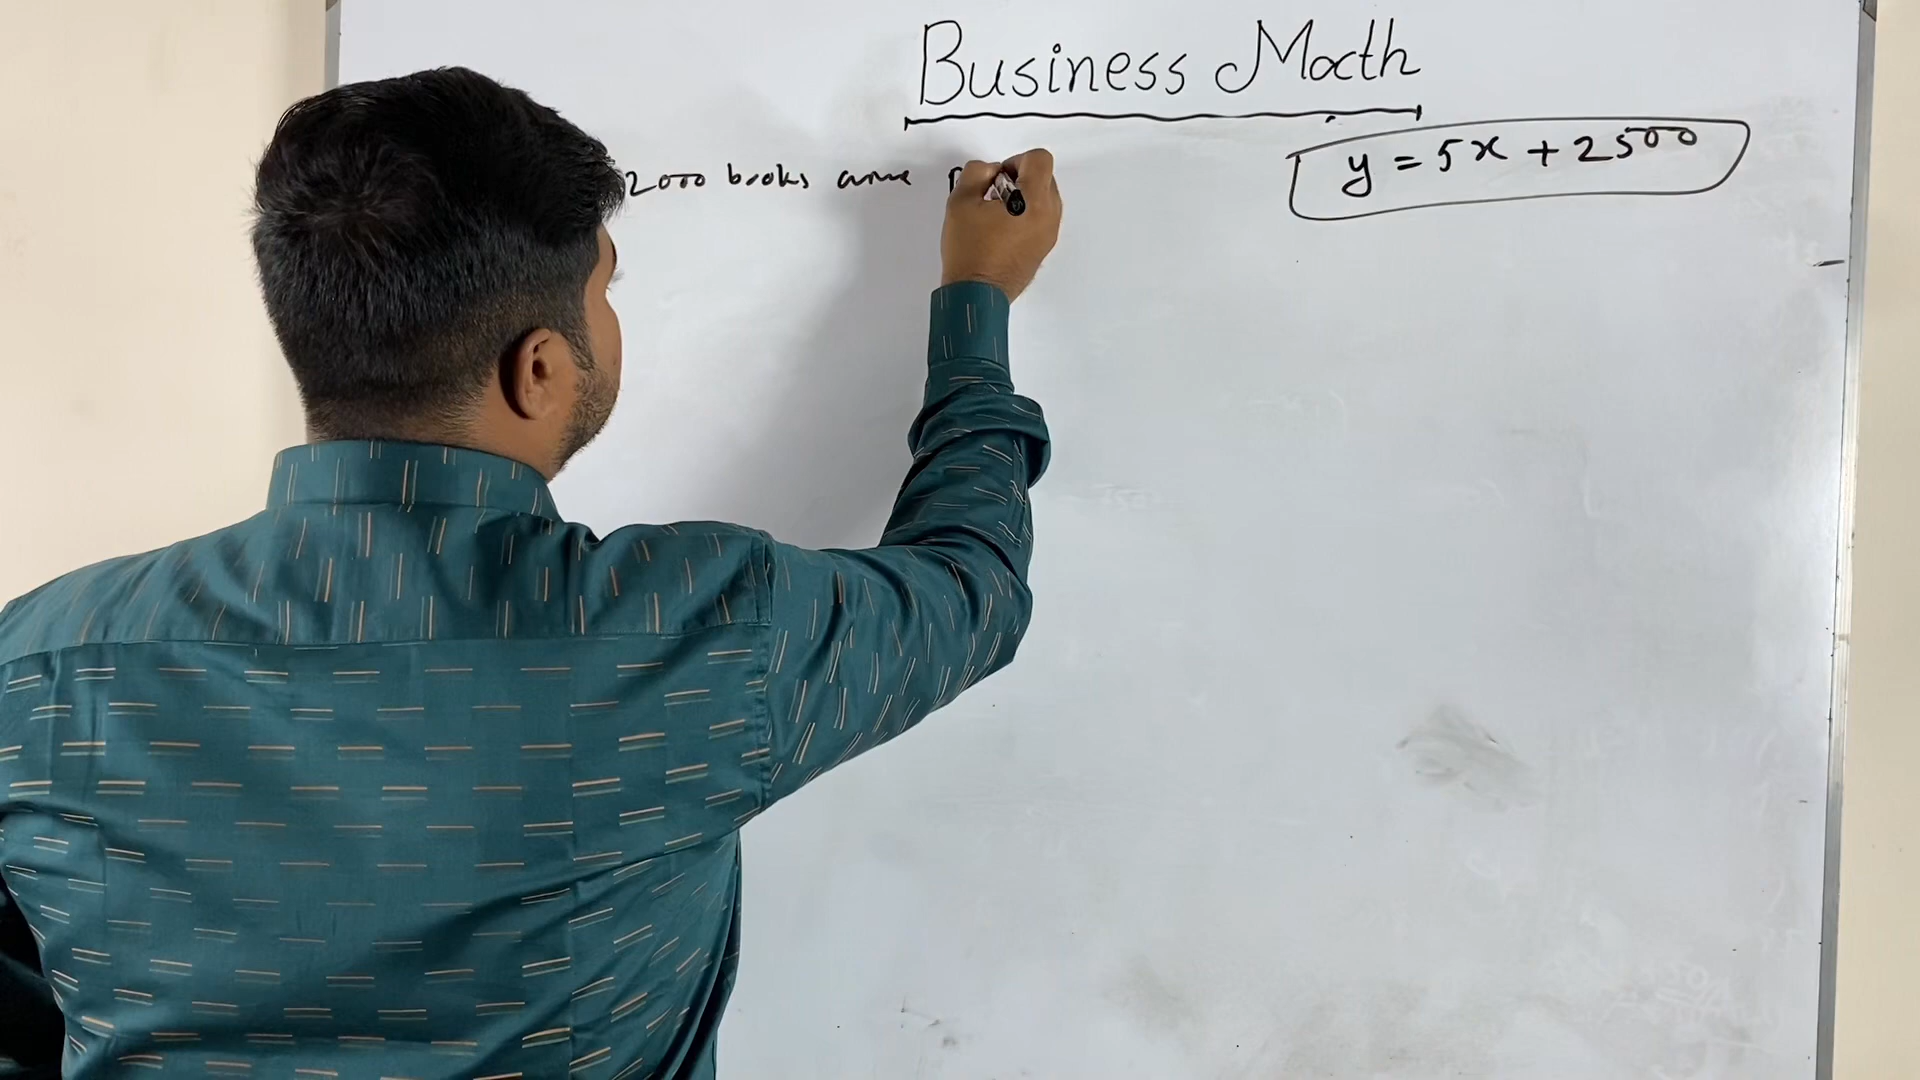 Business Math
y = 5x + 2500
2000 books are